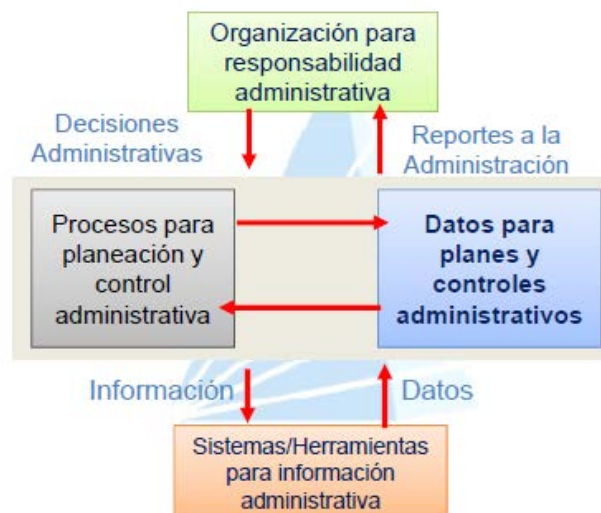 Organización para
responsabilidad
administrativa
Decisiones
Administrativas
Reportes a la
Administración
Procesos para
planeación y
control
administrativa
Datos para
planes y
controles
administrativos
Información
Datos
Sistemas/Herramientas
para información
administrativa